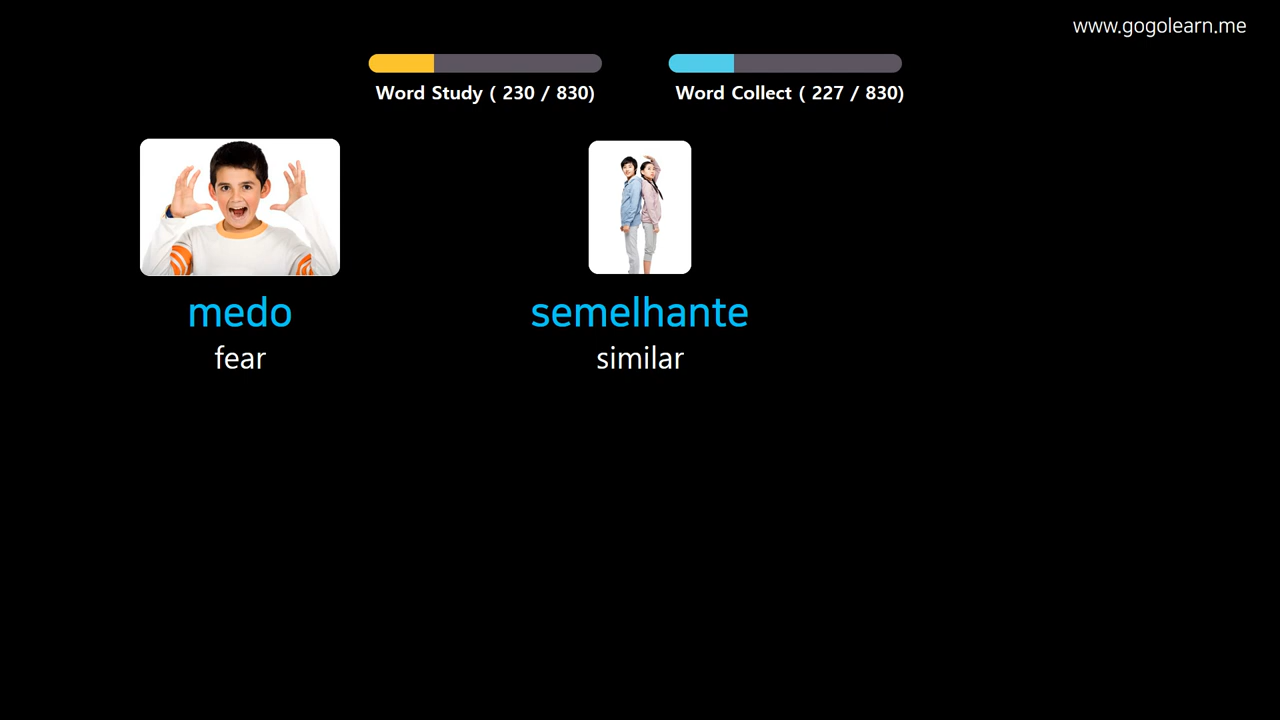 www.gogolearn.me
Word Study ( 230 / 830)
Word Collect ( 227 / 830)
medo
fear
semelhante
similar